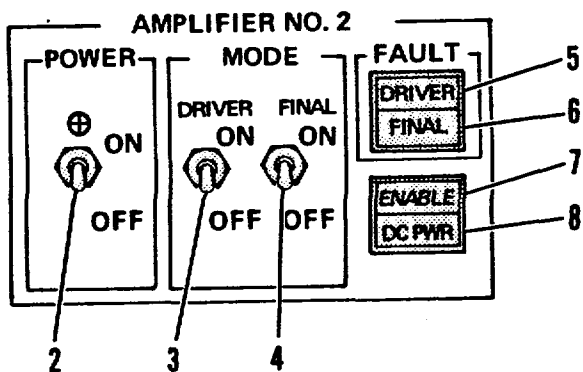 AMPLIFIER NO. 2
POWER
MODE
FAULT
DRIVER
FINAL
ON
ON
ON
OFF
OFF
OFF
DRIVER
FINAL
ENABLE
DC PWR
5
6
7
8
2
3
4